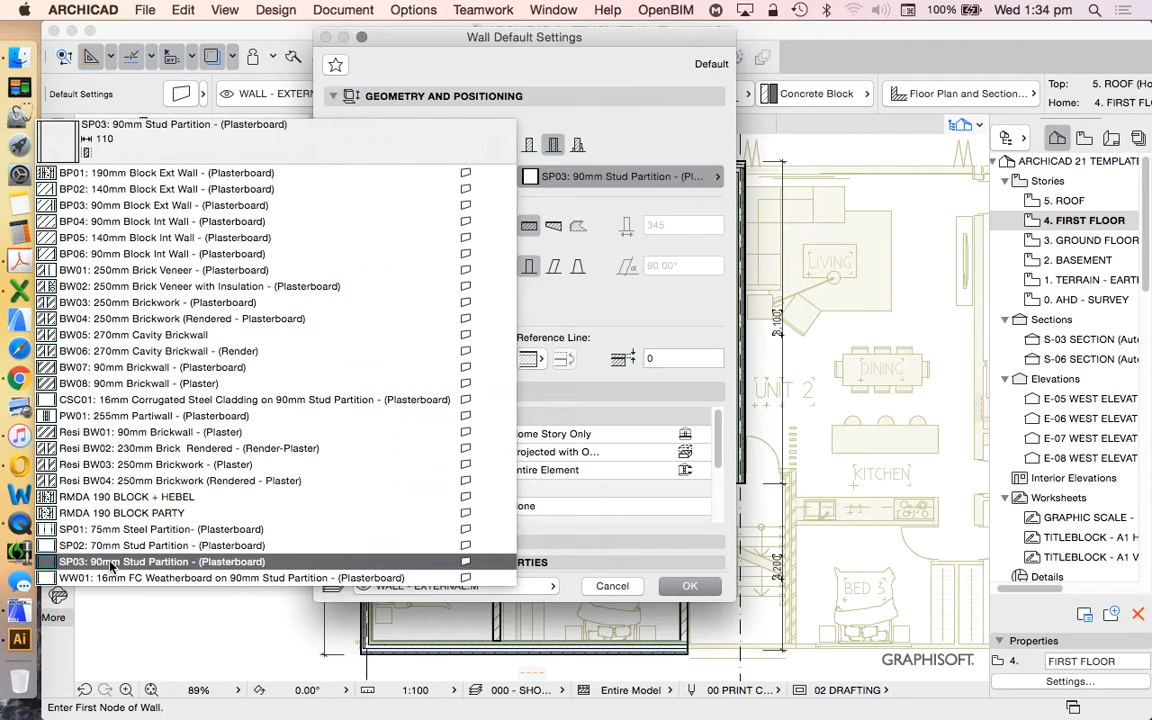 ARCHICAD File Edit View Design Document Options Teamwork Window Help OpenBIM 100% Wed 1:34 pm
Wall Default Settings
Default
Default Settings
WALL - EXTERN
Concrete Block
Floor Plan and Section...
Top: 5. ROOF (Ho
Home: 4. FIRST FLO
GEOMETRY AND POSITIONING
SP03: 90mm Stud Partition - (Plasterboard)
110
SP03: 90mm Stud Partition - (Pl...
345
90.00°
Reference Line:
0
BP01: 190mm Block Ext Wall - (Plasterboard)
BP02: 140mm Block Ext Wall - (Plasterboard)
BP03: 90mm Block Ext Wall - (Plasterboard)
BP04: 90mm Block Int Wall - (Plasterboard)
BP05: 140mm Block Int Wall - (Plasterboard)
BP06: 90mm Block Int Wall - (Plasterboard)
BW01: 250mm Brick Veneer - (Plasterboard)
BW02: 250mm Brick Veneer with Insulation - (Plasterboard)
BW03: 250mm Brickwork - (Plasterboard)
BW04: 250mm Brickwork (Rendered - Plasterboard)
BW05: 270mm Cavity Brickwall
BW06: 270mm Cavity Brickwall - (Render)
BW07: 90mm Brickwall - (Plasterboard)
BW08: 90mm Brickwall - (Plaster)
CSC01: 16mm Corrugated Steel Cladding on 90mm Stud Partition - (Plasterboard)
PW01: 255mm Partiwall - (Plasterboard)
Resi BW01: 90mm Brickwall - (Plaster)
Resi BW02: 230mm Brick Rendered - (Render-Plaster)
Resi BW03: 250mm Brickwork - (Plaster)
Resi BW04: 250mm Brickwork (Rendered - Plaster)
RMDA 190 BLOCK + HEBEL
RMDA 190 BLOCK PARTY
SP01: 75mm Steel Partition- (Plasterboard)
SP02: 70mm Stud Partition - (Plasterboard)
SP03: 90mm Stud Partition - (Plasterboard)
WW01: 16mm FC Weatherboard on 90mm Stud Partition - (Plasterboard)
ome Story Only
rojected with O...
ntire Element
one
RTIES
Cancel
OK
LIVING
3,100
DINING
UNIT 2
KITCHEN
2,200
BED 3
GRAPHISOFT.
ARCHICAD 21 TEMPLAT
Stories
5. ROOF
4. FIRST FLOOR
3. GROUND FLOOR
2. BASEMENT
1. TERRAIN - EART
0. AHD - SURVEY
Sections
S-03 SECTION (Auto
S-06 SECTION (Auto
Elevations
E-05 WEST ELEVAT
E-06 WEST ELEVAT
E-07 WEST ELEVAT
E-08 WEST ELEVAT
Interior Elevations
Worksheets
GRAPHIC SCALE -
TITLEBLOCK - A1 H
TITLEBLOCK - A1 V
Details
Properties
4. FIRST FLOOR
Settings...
More
89% 0.00° 1:100 000 - SHO... Entire Model 00 PRINT C... 02 DRAFTING
Enter First Node of Wall.